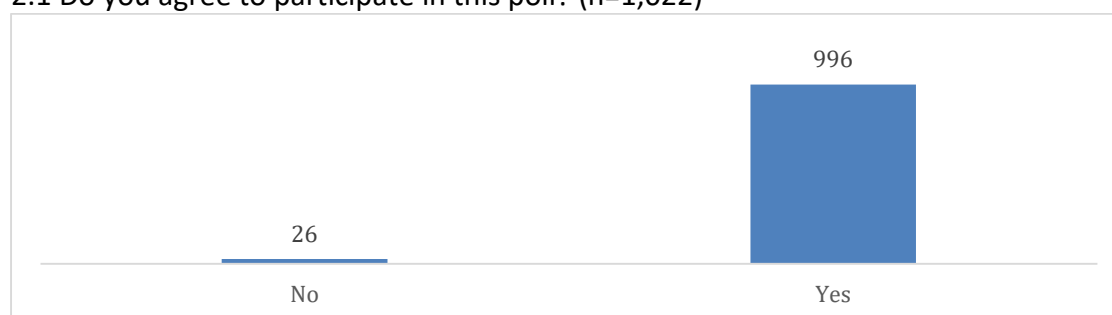 2.1 Do you agree to participate in this poll? (n=1,022)
996
26
No
Yes